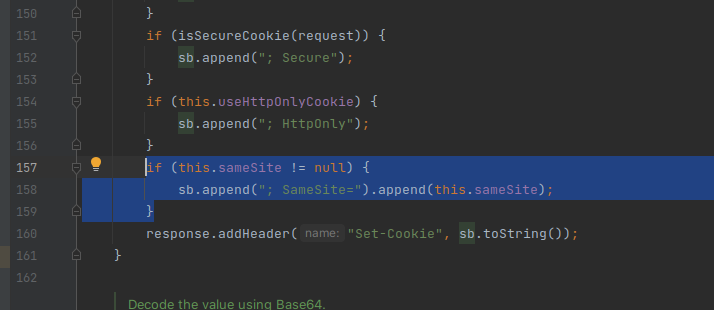 150 }
151 if (isSecureCookie(request)) {
152 sb.append("; Secure");
153 }
154 if (this.useHttpOnlyCookie) {
155 sb.append("; HttpOnly");
156 }
157 if (this.sameSite != null) {
158 sb.append("; SameSite=").append(this.sameSite);
159 }
160 response.addHeader( name: "Set-Cookie", sb.toString());
161 }
162
Decode the value using Base64.